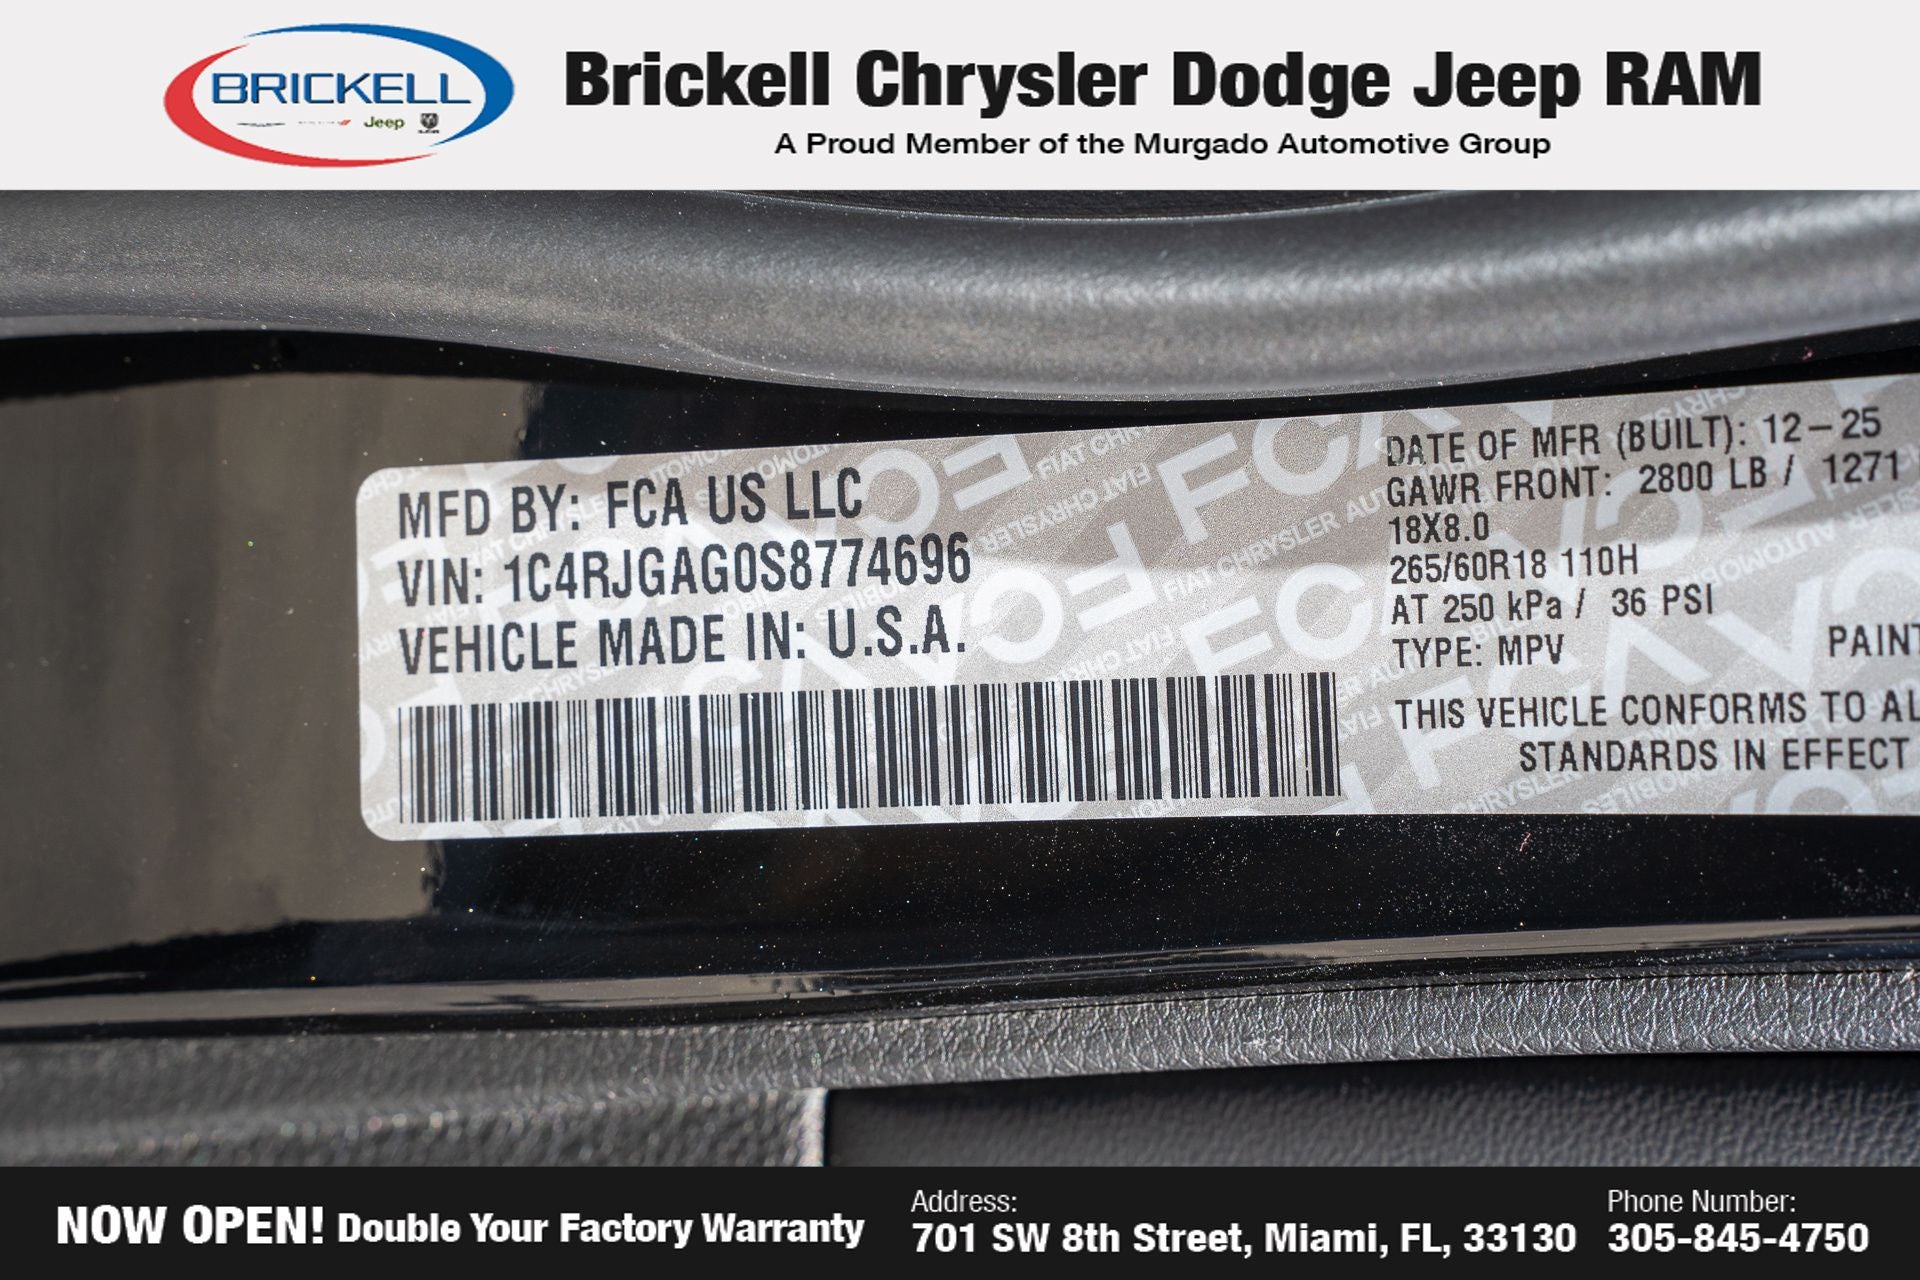 BRICKELL
Jeep
Brickell Chrysler Dodge Jeep RAM
A Proud Member of the Murgado Automotive Group
MFD BY: FCA US LLC
VIN: 1C4RJGAG0S8774696
VEHICLE MADE IN: U.S.A.
DATE OF MFR (BUILT): 12-25
GAWR FRONT: 2800 LB / 1271
18X8.0
265/60R18 110H
AT 250 kPa / 36 PSI
TYPE: MPV
PAINT
THIS VEHICLE CONFORMS TO AL
STANDARDS IN EFFECT
NOW OPEN! Double Your Factory Warranty
Address:
701 SW 8th Street, Miami, FL, 33130
Phone Number:
305-845-4750